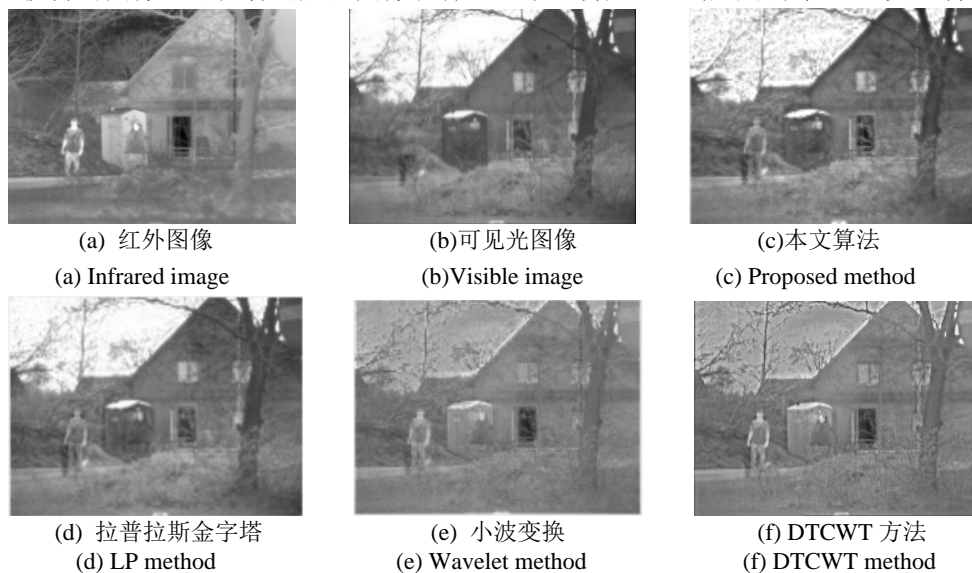 (a) 红外图像
(b)可见光图像
(c)本文算法
(a) Infrared image
(b)Visible image
(c) Proposed method
(d) 拉普拉斯金字塔
(e) 小波变换
(f) DTCWT 方法
(d) LP method
(e) Wavelet method
(f) DTCWT method